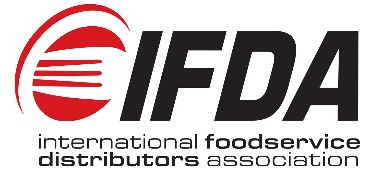 IFDA
international foodservice
distributors association